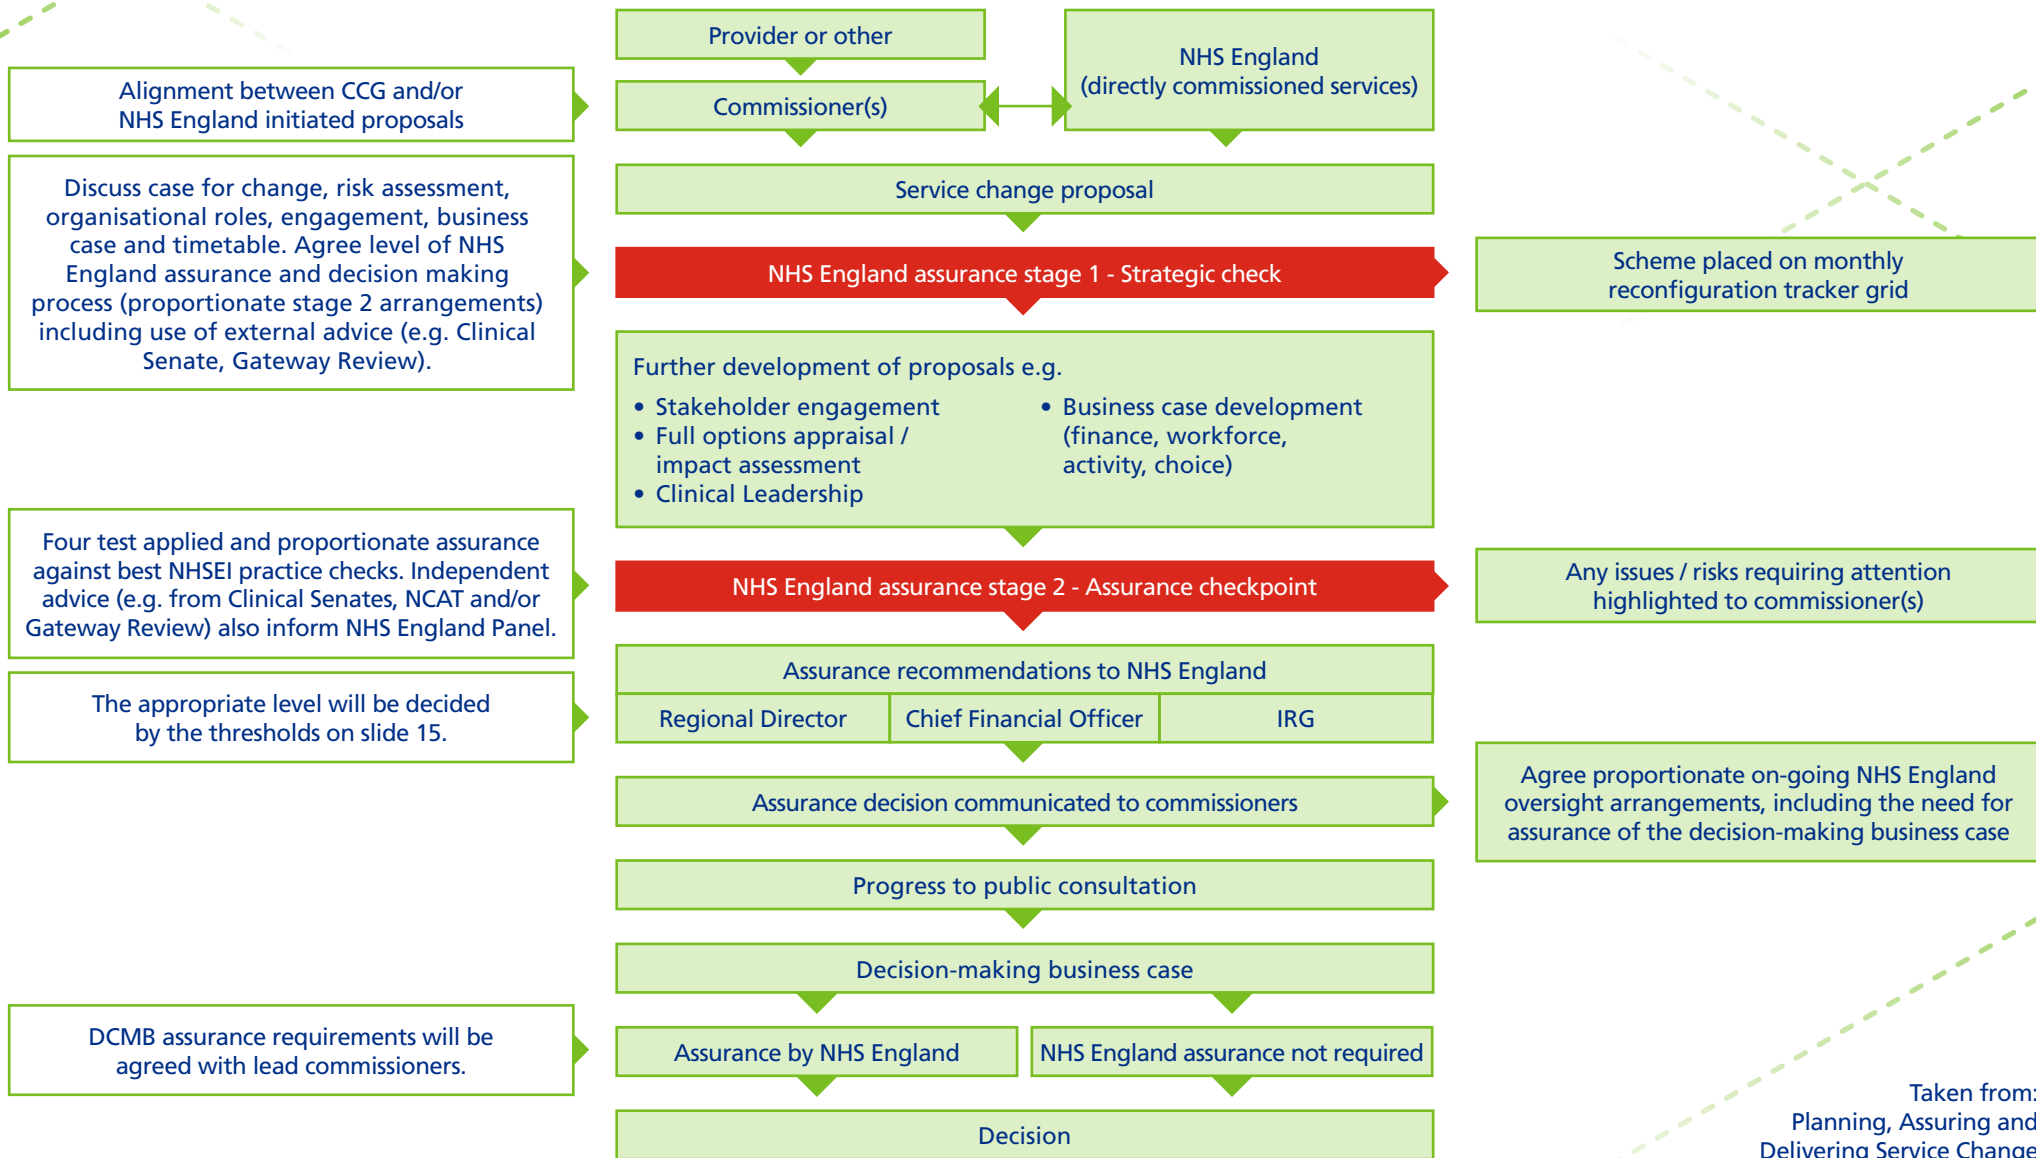 Provider or other
NHS England
(directly commissioned services)
Alignment between CCG and/or
NHS England initiated proposals
Commissioner(s)
Discuss case for change, risk assessment,
organisational roles, engagement, business
case and timetable. Agree level of NHS
England assurance and decision making
process (proportionate stage 2 arrangements)
including use of external advice (e.g. Clinical
Senate, Gateway Review).
Service change proposal
NHS England assurance stage 1 - Strategic check
Scheme placed on monthly
reconfiguration tracker grid
Further development of proposals e.g.
• Stakeholder engagement
• Full options appraisal /
impact assessment
• Clinical Leadership
• Business case development
(finance, workforce,
activity, choice)
Four test applied and proportionate assurance
against best NHSEI practice checks. Independent
advice (e.g. from Clinical Senates, NCAT and/or
Gateway Review) also inform NHS England Panel.
NHS England assurance stage 2 - Assurance checkpoint
Any issues / risks requiring attention
highlighted to commissioner(s)
The appropriate level will be decided
by the thresholds on slide 15.
Assurance recommendations to NHS England
Regional Director
Chief Financial Officer
IRG
Assurance decision communicated to commissioners
Agree proportionate on-going NHS England
oversight arrangements, including the need for
assurance of the decision-making business case
Progress to public consultation
Decision-making business case
DCMB assurance requirements will be
agreed with lead commissioners.
Assurance by NHS England
NHS England assurance not required
Decision
Taken from:
Planning, Assuring and
Delivering Service Change